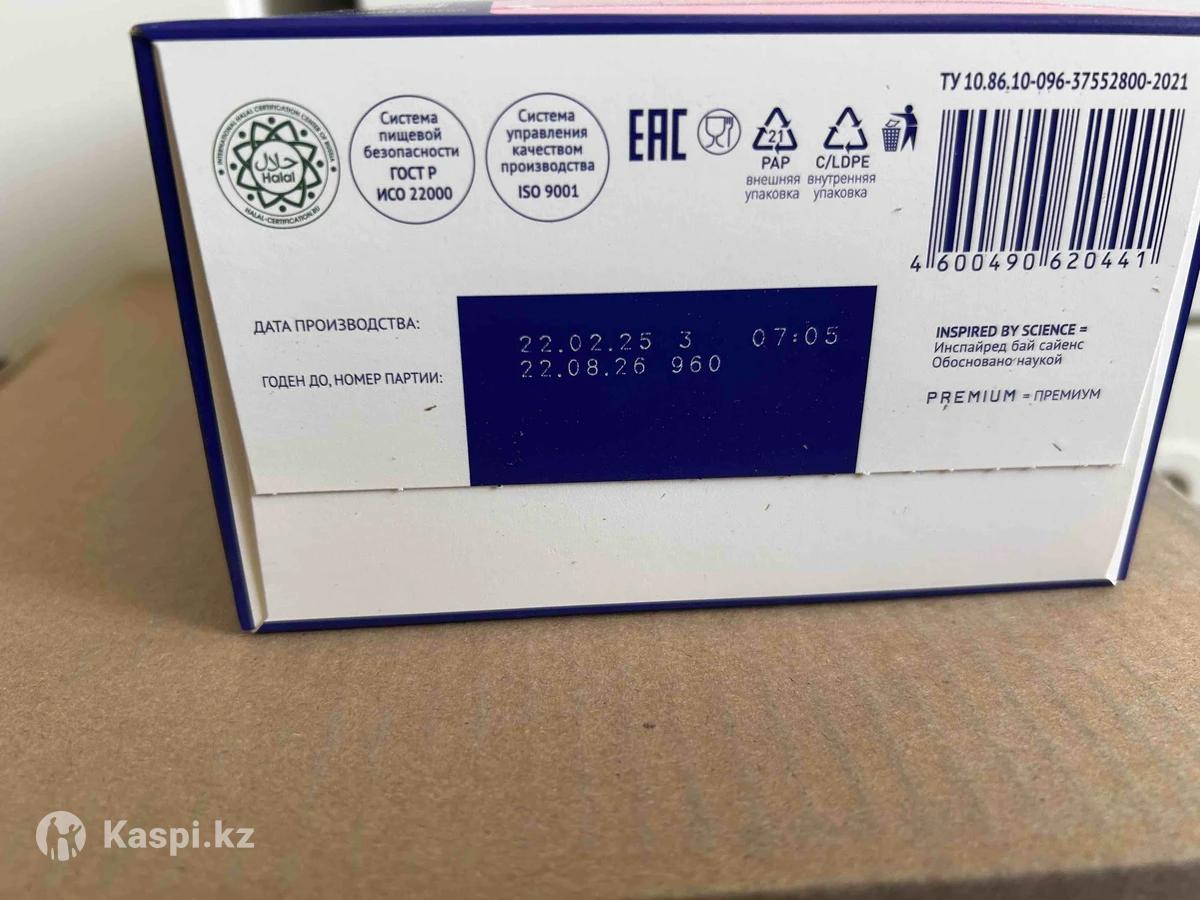 ТУ 10.86.10-096-37552800-2021
INTERNATIONAL HALAL CERTIFICATION CENTER OF RUSSIA
حلال
Halal
HALAL-CERTIFICATION.RU
Система
пищевой
безопасности
ГОСТ Р
ИСО 22000
Система
управления
качеством
производства
ISO 9001
EAC
21
PAP
внешняя
упаковка
C/LDPE
внутренняя
упаковка
4 600490 620441
ДАТА ПРОИЗВОДСТВА:
22.02.25 3 07:05
ГОДЕН ДО, НОМЕР ПАРТИИ:
22.08.26 960
INSPIRED BY SCIENCE =
Инспайред бай сайенс
Обосновано наукой
PREMIUM = ПРЕМИУМ
Kaspi.kz